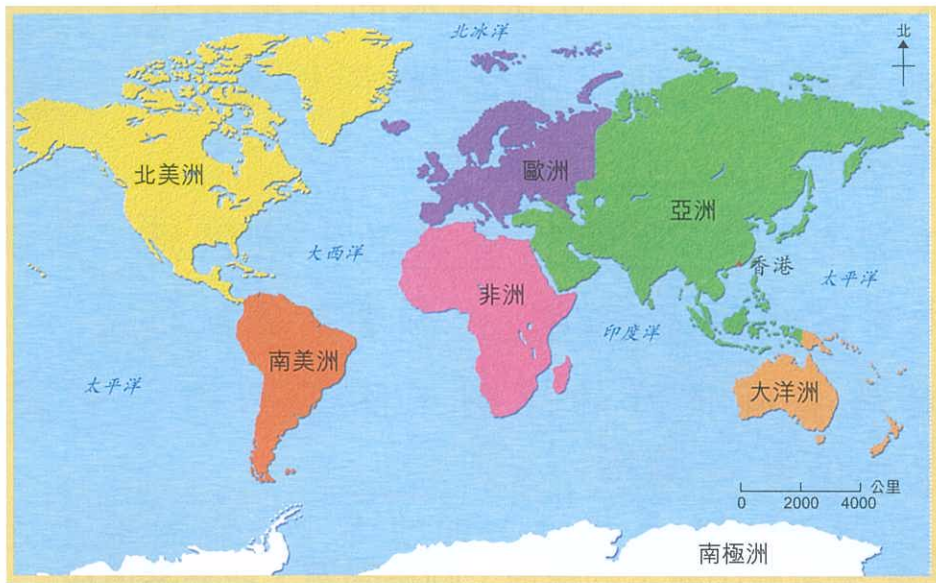 北冰洋
北
北美洲
歐洲
亞洲
大西洋
香港
太平洋
非洲
印度洋
南美洲
太平洋
大洋洲
公里
0 2000 4000
南極洲